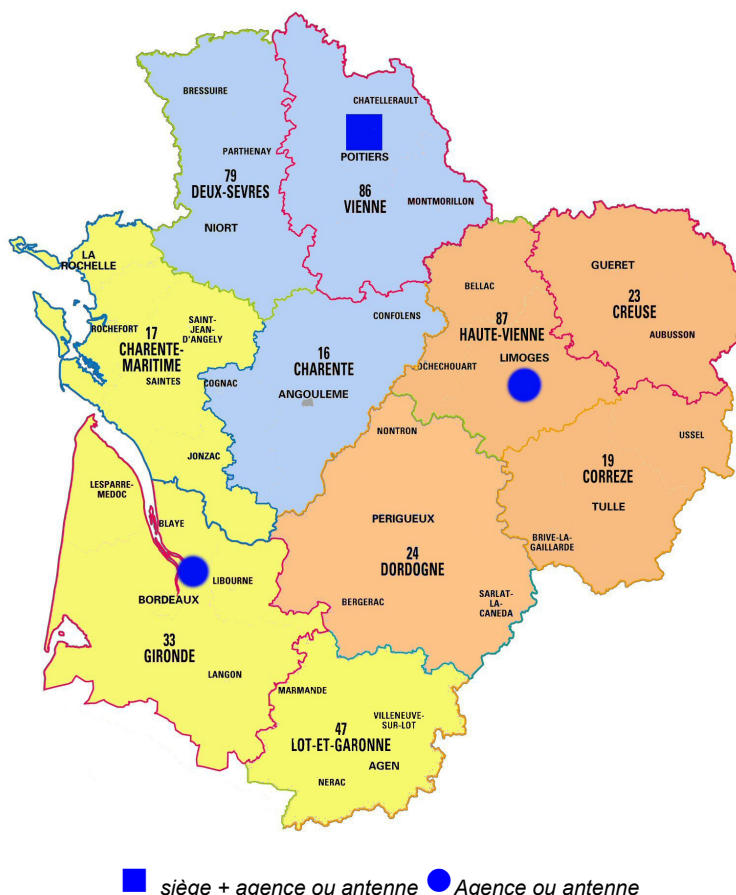 BRESSUIRE
CHATELLERAULT
PARTHENAY
POITIERS
79
DEUX-SEVRES
86
VIENNE
MONTMORILLON
NIORT
LA
ROCHELLE
GUERET
BELLAC
23
CREUSE
ROCHEFORT
17
CHARENTE-
MARITIME
SAINT-
JEAN-
D'ANGELY
CONFOLENS
87
HAUTE-VIENNE
AUBUSSON
16
CHARENTE
LIMOGES
OCHECHOUART
SAINTES
COGNAC
ANGOULEME
NONTRON
USSEL
JONZAC
19
CORREZE
LESPARRE-
MEDOC
TULLE
PERIGUEUX
BLAYE
BRIVE-LA-
GAILLARDE
24
DORDOGNE
LIBOURNE
BORDEAUX
BERGERAC
SARLAT-
LA-
CANEDA
33
GIRONDE
LANGON
MARMANDE
VILLENEUVE-
SUR-LOT
47
LOT-ET-GARONNE
AGEN
NERAC
siège + agence ou antenne
Agence ou antenne